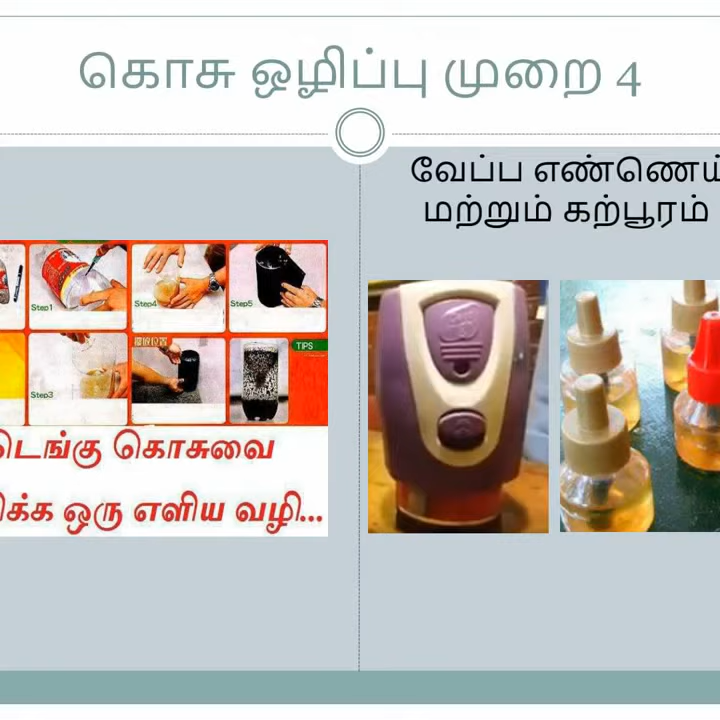 கொசு ஒழிப்பு முறை 4
வேப்ப எண்ணெய்
மற்றும் கற்பூரம்
Step1
Step4
Step5
Step3
TIPS
கொசுவை
ஒரு எளிய வழி...